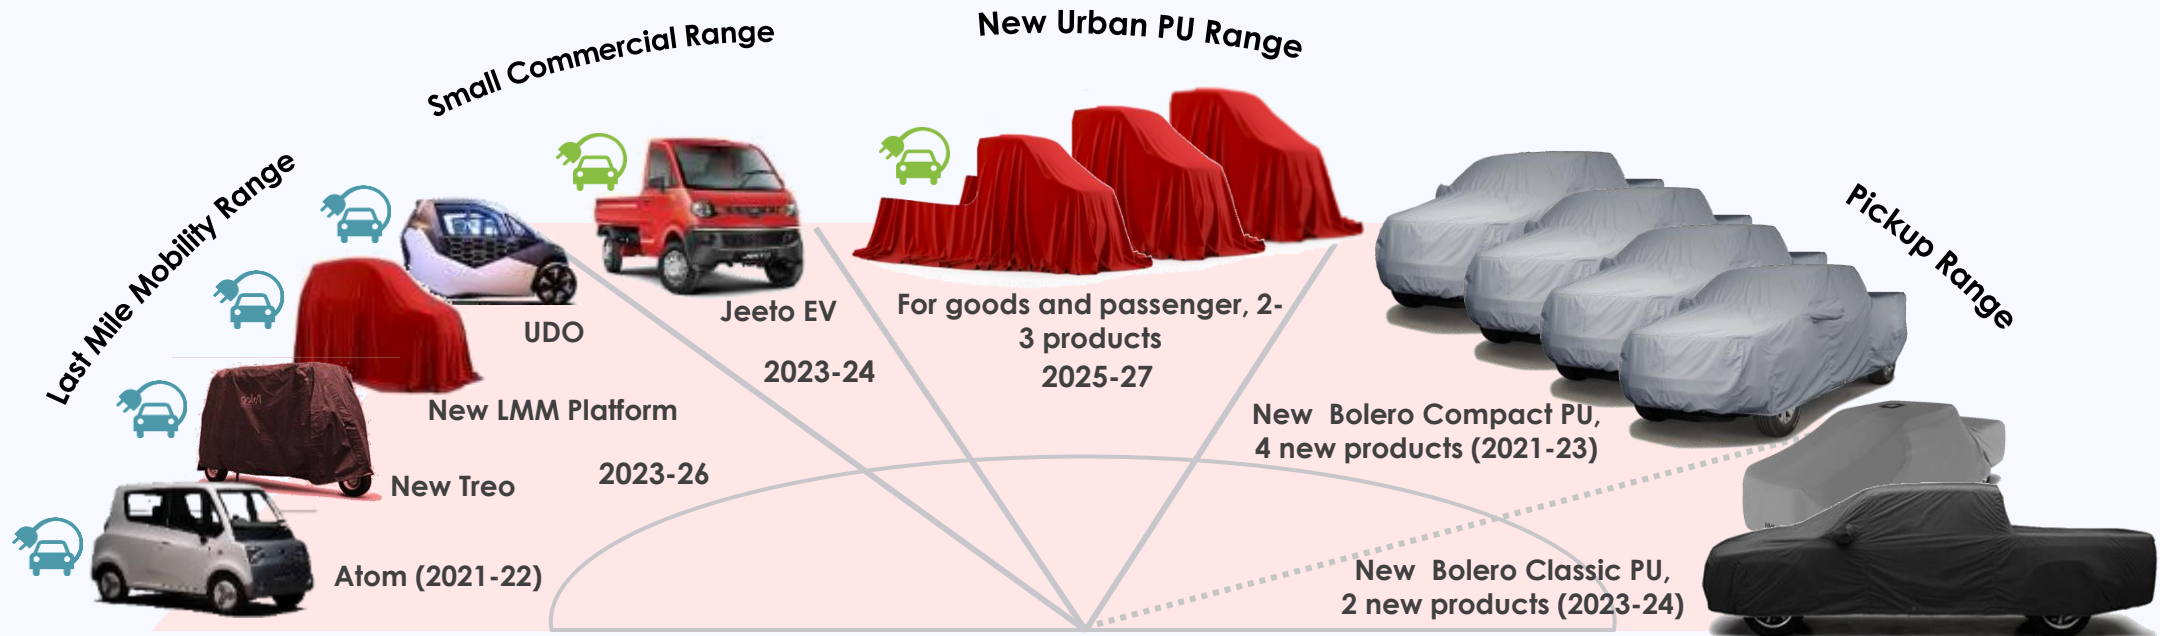 Last Mile Mobility Range
Small Commercial Range
New Urban PU Range
Pickup Range
UDO
New LMM Platform
2023-26
New Treo
Atom (2021-22)
Jeeto EV
2023-24
For goods and passenger, 2-
3 products
2025-27
New Bolero Compact PU,
4 new products (2021-23)
New Bolero Classic PU,
2 new products (2023-24)